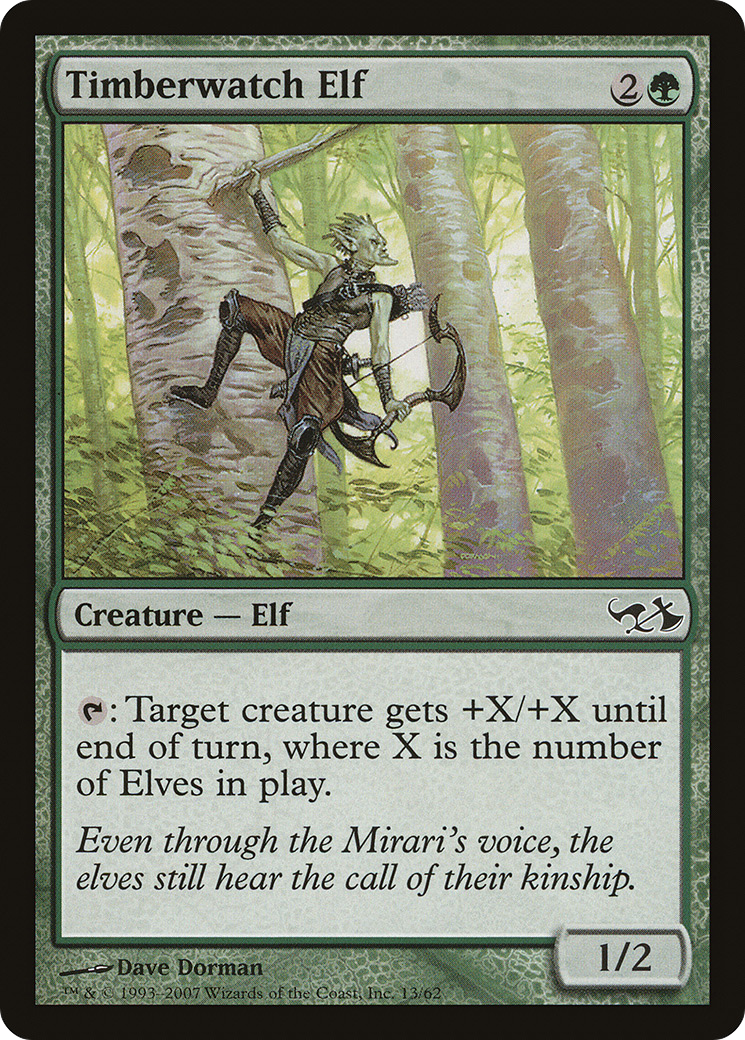 Timberwatch Elf 2
DORMAN
Creature — Elf
: Target creature gets +X/+X until
end of turn, where X is the number
of Elves in play.
Even through the Mirari's voice, the
elves still hear the call of their kinship.
1/2
Dave Dorman
™ & © 1993–2007 Wizards of the Coast, Inc. 13/62